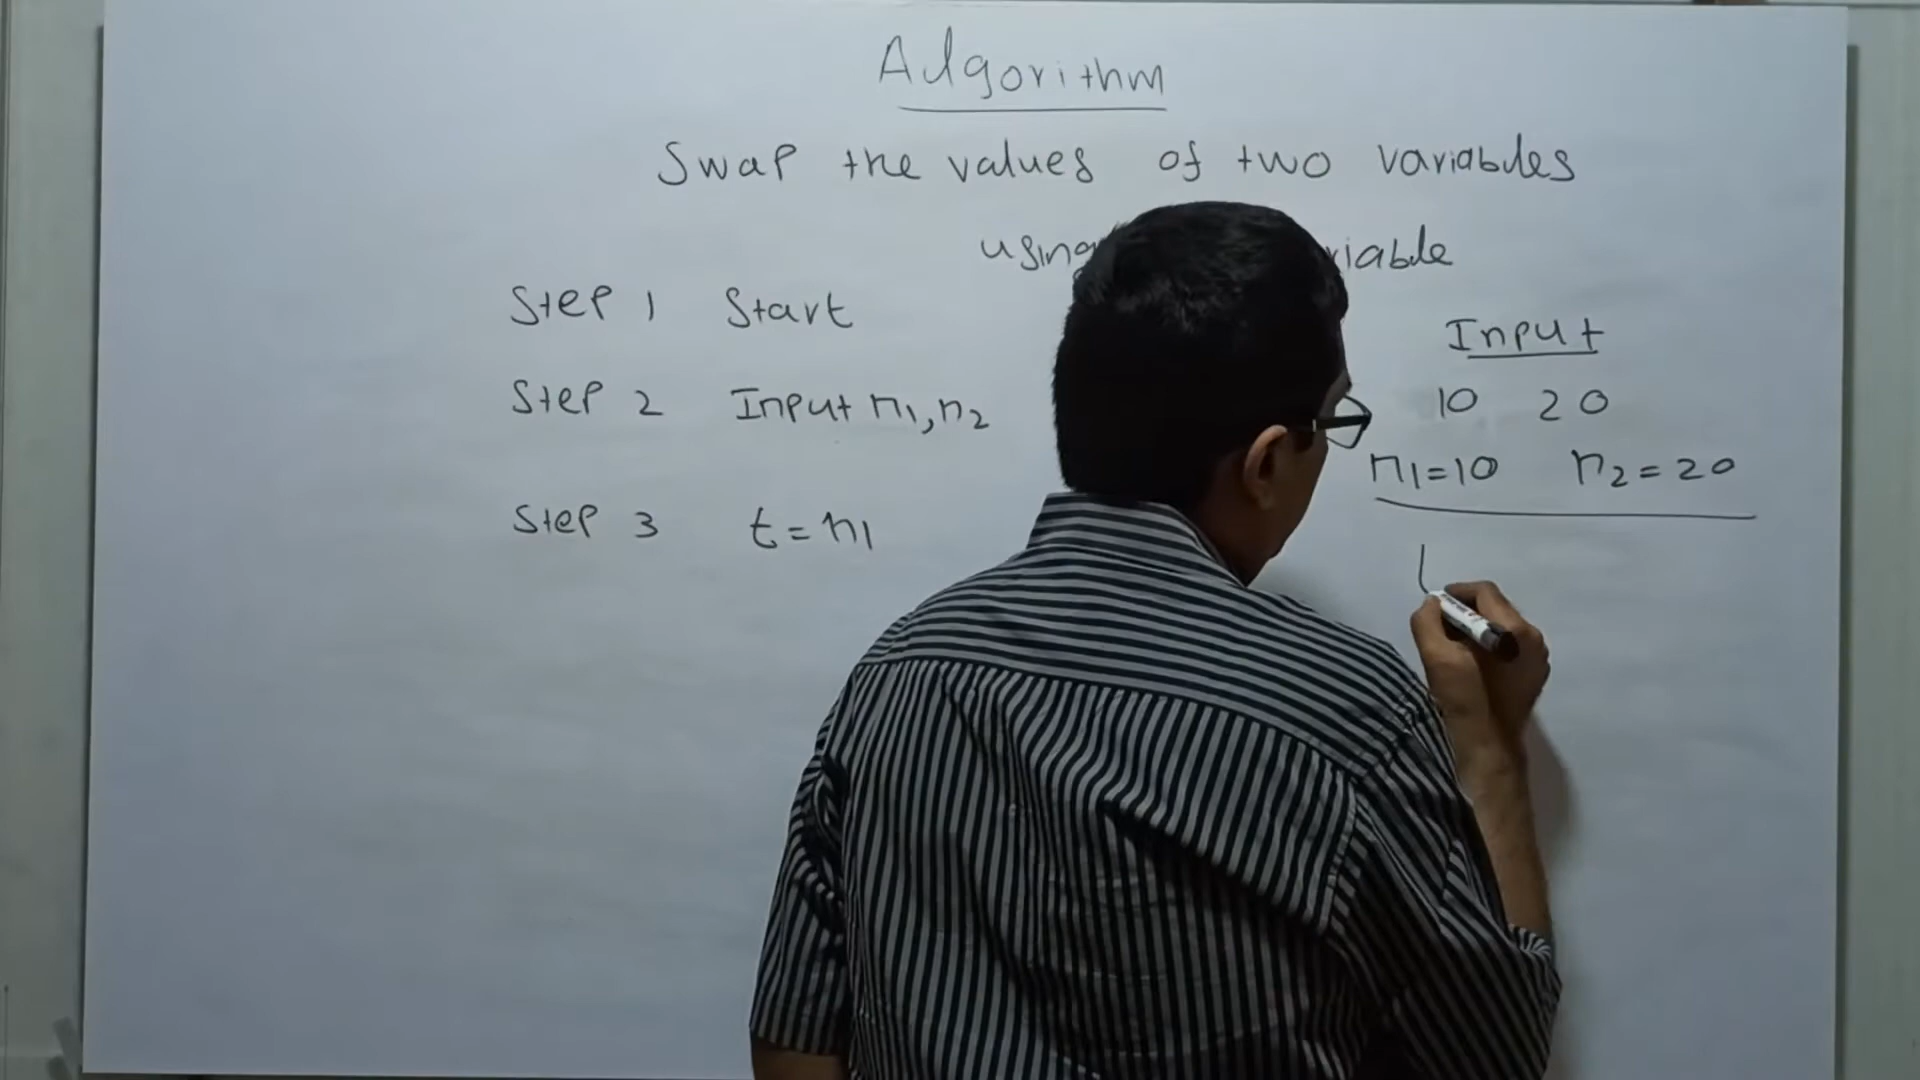 Algorithm
Swap the values of two variables
using
Step 1 Start
Step 2 Input n1, n2
Step 3 t = n1
Input
10 20
n1=10 n2=20